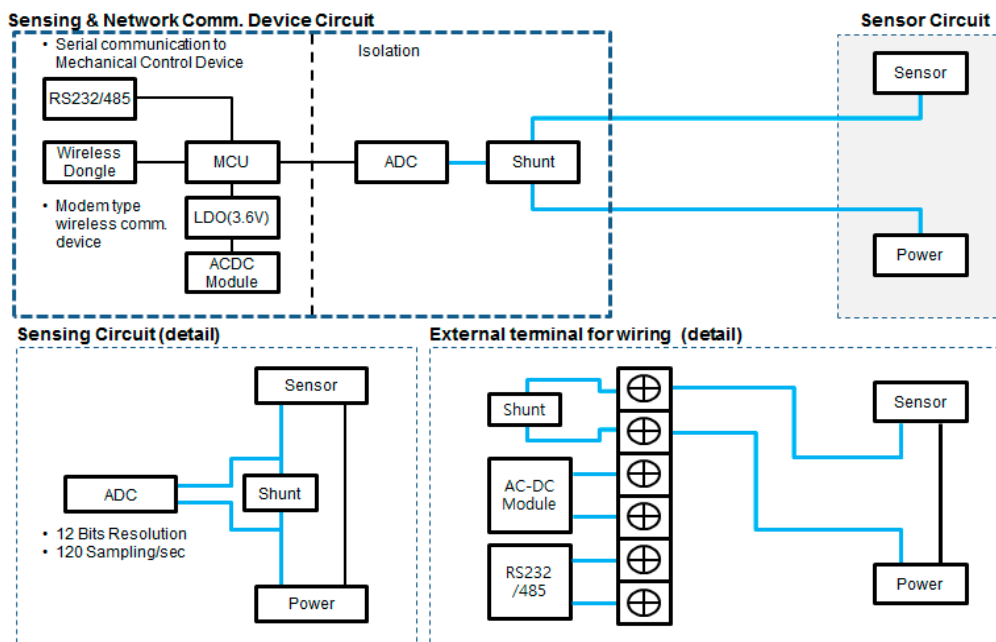 Sensing & Network Comm. Device Circuit
Sensor Circuit
• Serial communication to
Mechanical Control Device
Isolation
RS232/485
Sensor
Wireless
Dongle
MCU
ADC
Shunt
• Modem type
wireless comm.
device
LDO(3.6V)
ACDC
Module
Power
Sensing Circuit (detail)
Sensor
ADC
Shunt
• 12 Bits Resolution
• 120 Sampling/sec
Power
External terminal for wiring (detail)
Shunt
Sensor
AC-DC
Module
RS232
/485
Power